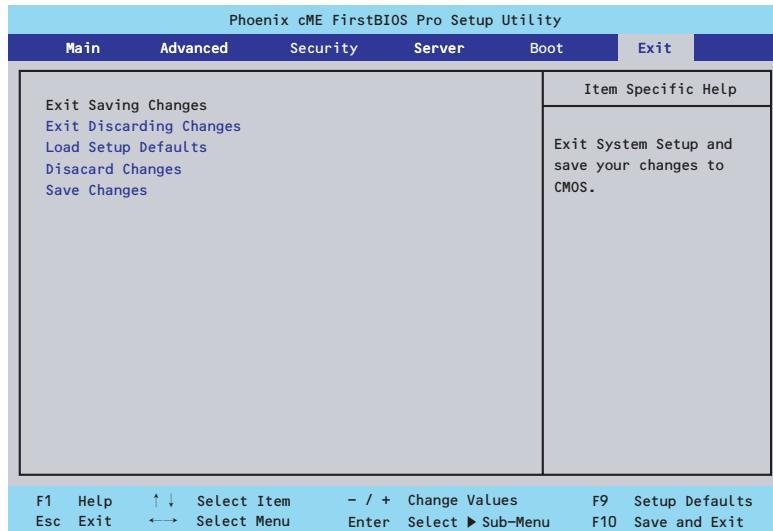 Phoenix cME FirstBIOS Pro Setup Utility
Main Advanced Security Server Boot Exit
Item Specific Help
Exit Saving Changes
Exit Discarding Changes
Load Setup Defaults
Disacard Changes
Save Changes
Exit System Setup and
save your changes to
CMOS.
F1 Help ↑↓ Select Item - / + Change Values F9 Setup Defaults
Esc Exit ←→ Select Menu Enter Select ▶ Sub-Menu F10 Save and Exit